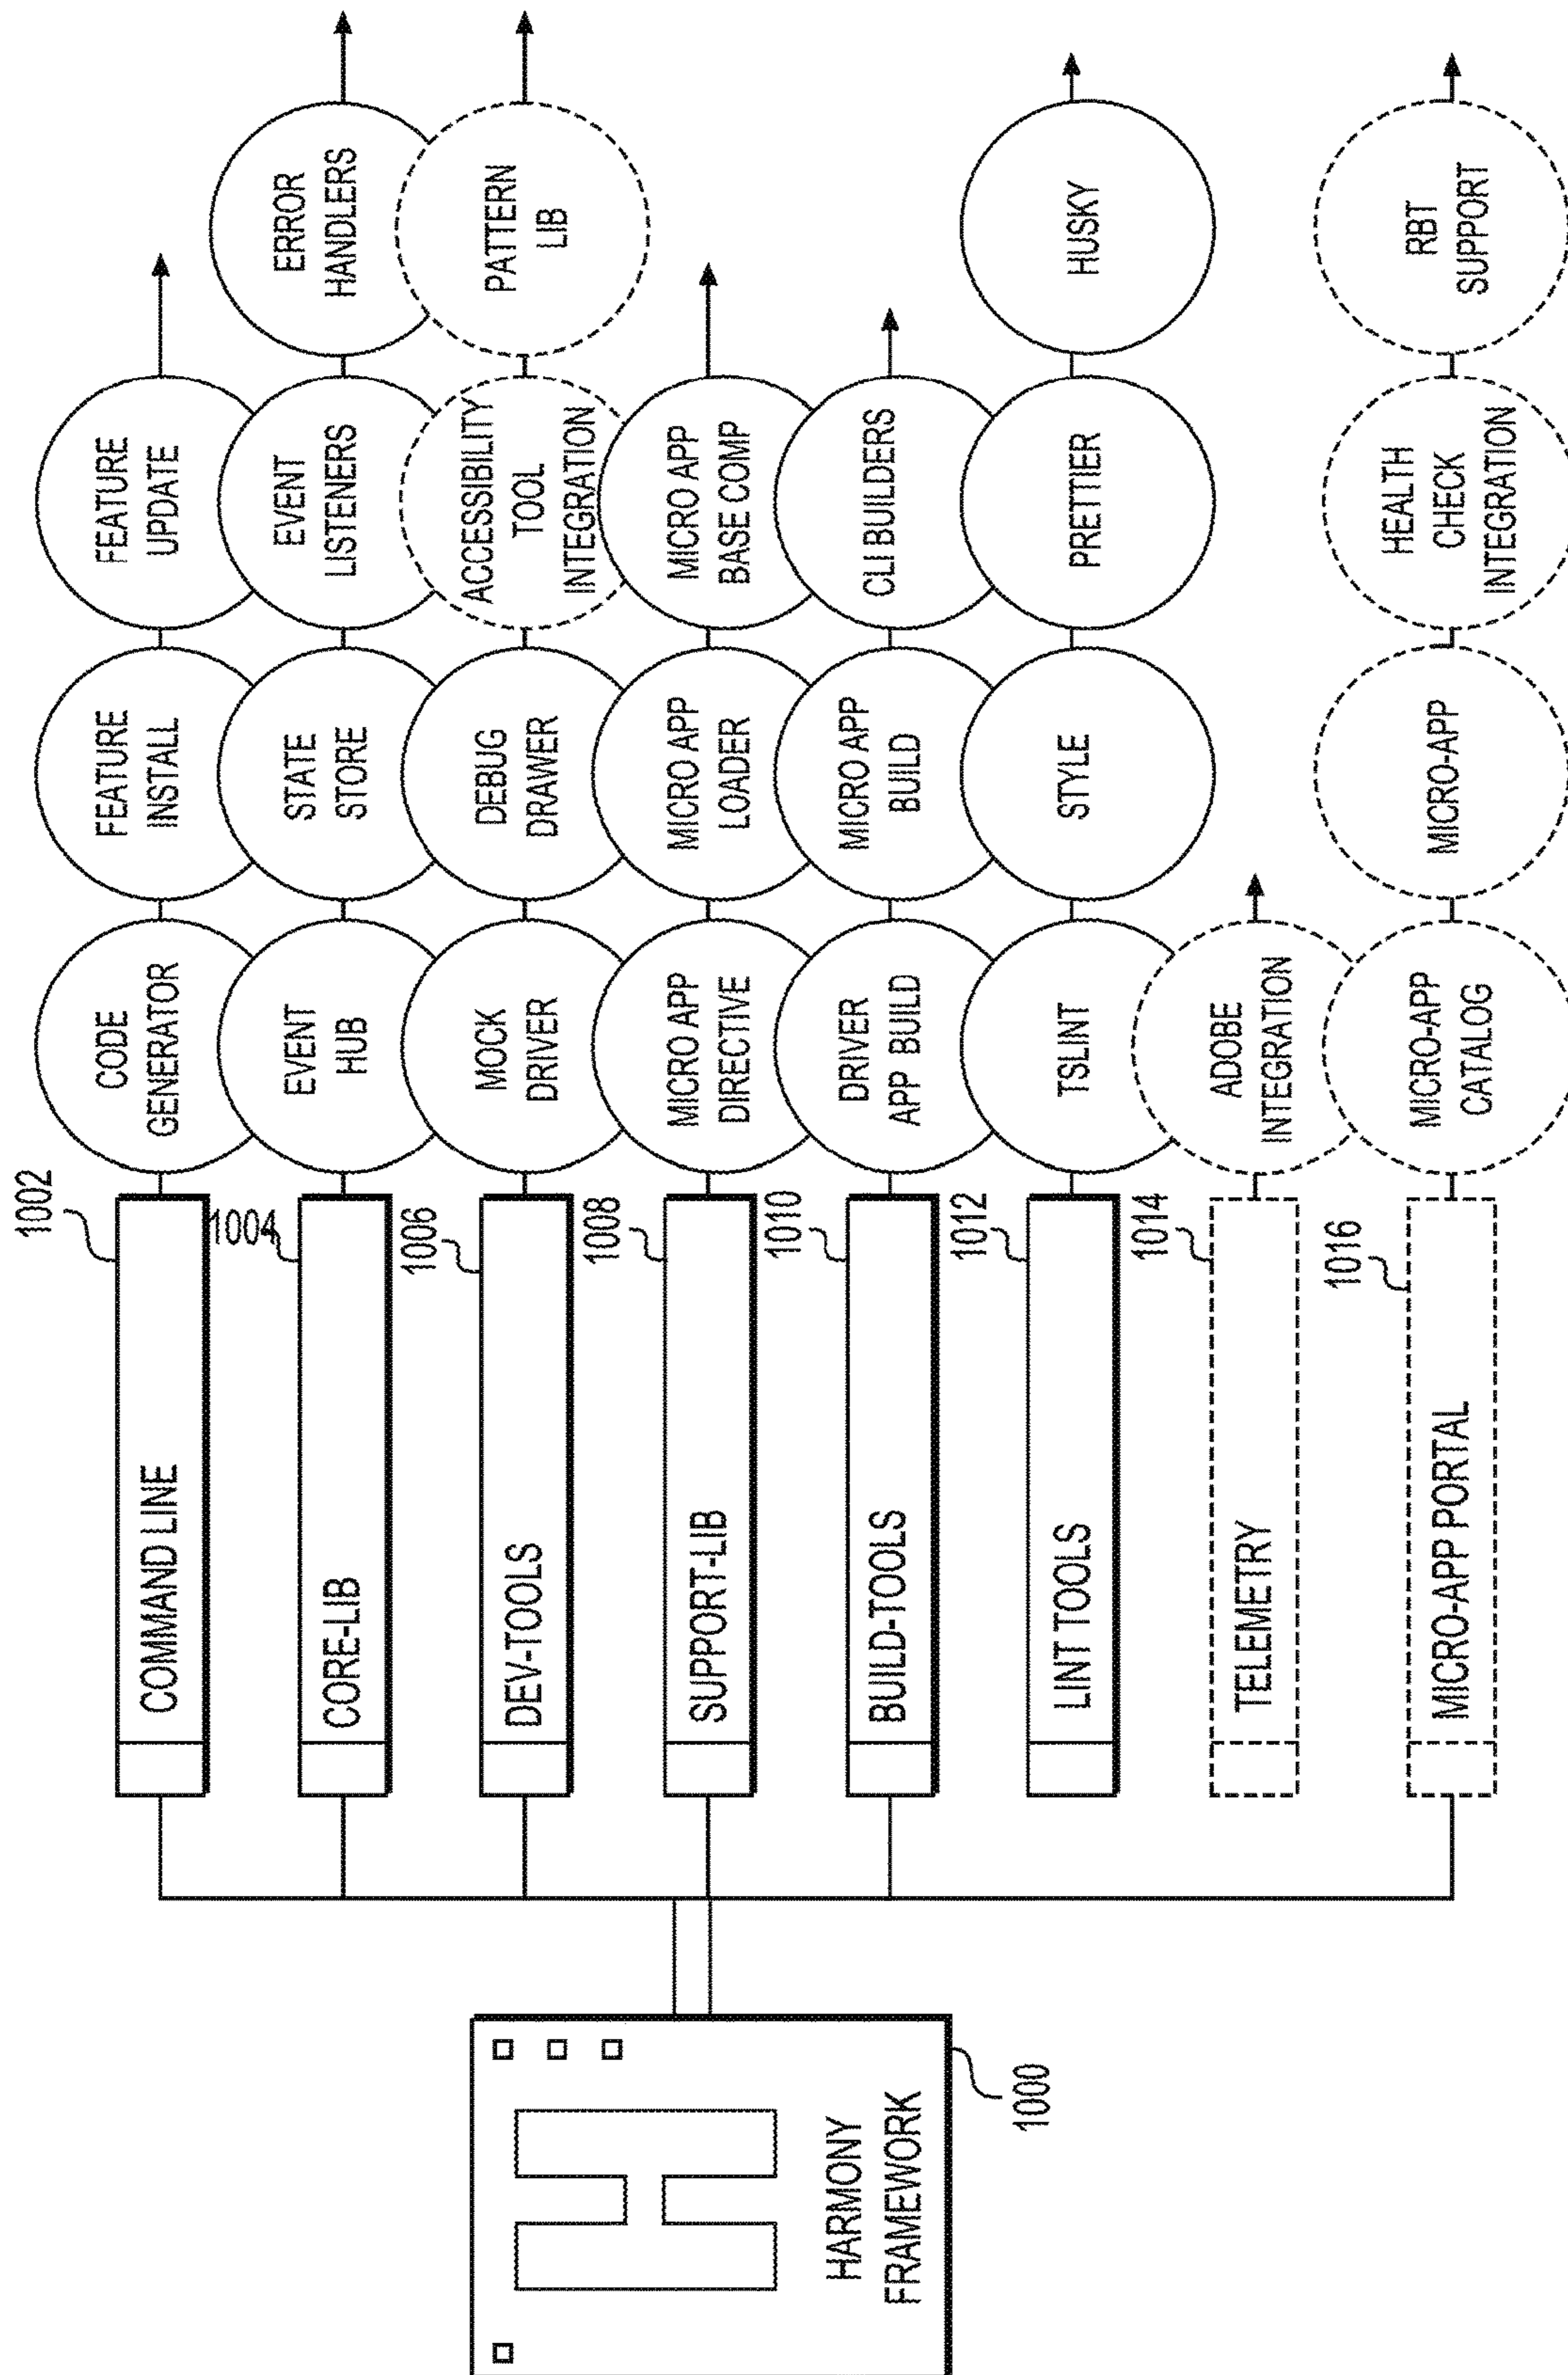 HARMONY
FRAMEWORK
1000
COMMAND LINE
1002
CODE
GENERATOR
FEATURE
INSTALL
FEATURE
UPDATE
CORE-LIB
1004
EVENT
HUB
STATE
STORE
EVENT
LISTENERS
ERROR
HANDLERS
DEV-TOOLS
1006
MOCK
DRIVER
DEBUG
DRAWER
ACCESSIBILITY
TOOL
INTEGRATION
PATTERN
LIB
SUPPORT-LIB
1008
MICRO APP
DIRECTIVE
MICRO APP
LOADER
MICRO APP
BASE COMP
BUILD-TOOLS
1010
DRIVER
APP BUILD
MICRO APP
BUILD
CLI BUILDERS
LINT TOOLS
1012
TSLINT
STYLE
PRETTIER
HUSKY
TELEMETRY
1014
ADOBE
INTEGRATION
MICRO-APP PORTAL
1016
MICRO-APP
CATALOG
MICRO-APP
HEALTH
CHECK
INTEGRATION
RBT
SUPPORT